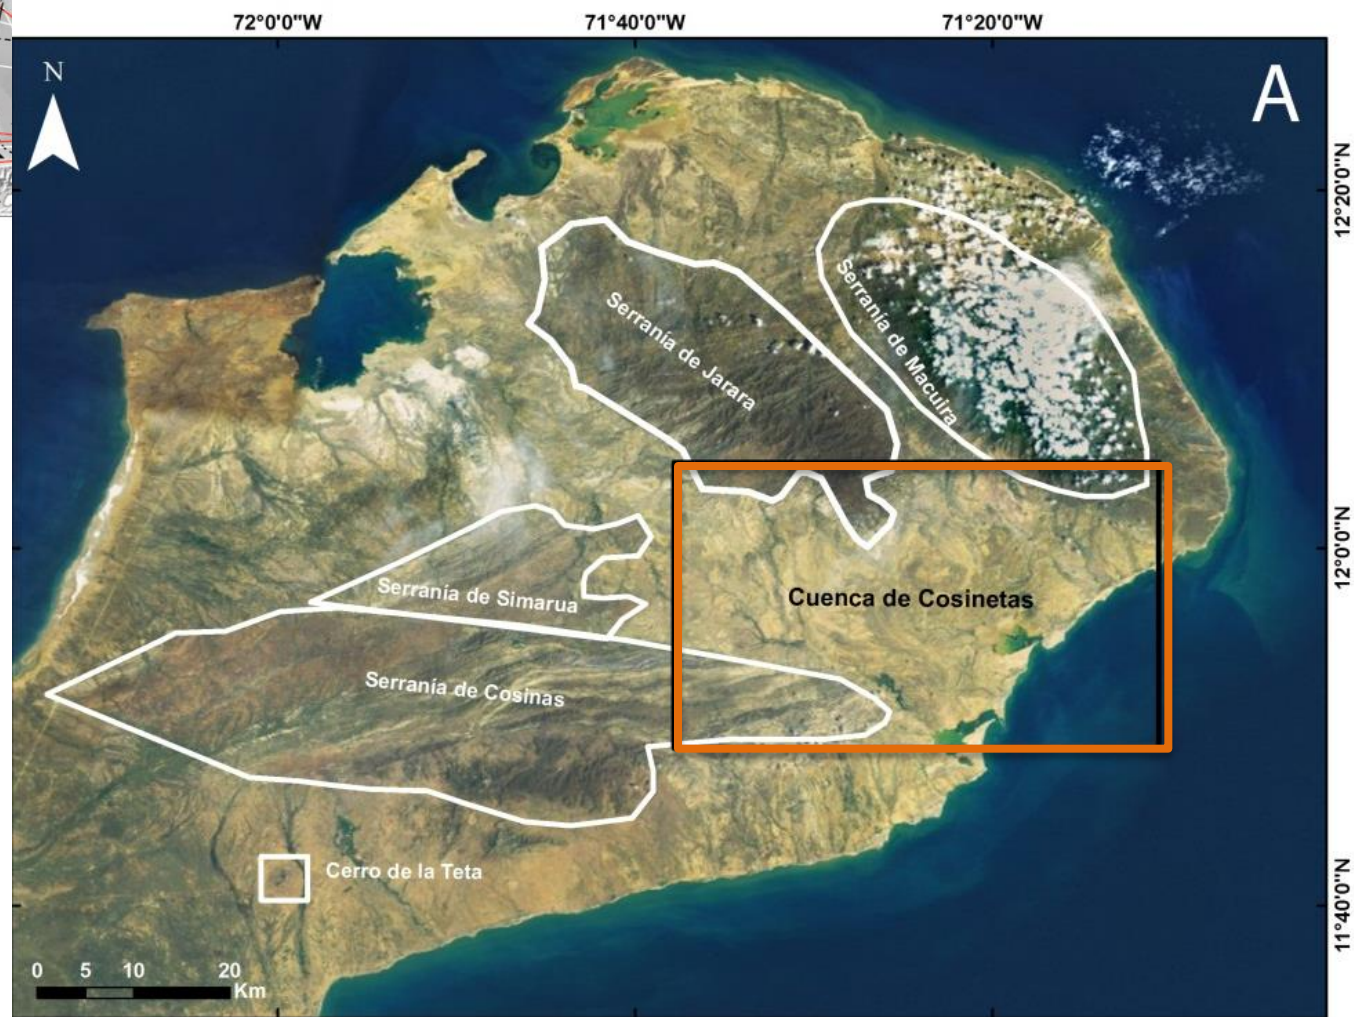 72°0'0"W
71°40'0"W
71°20'0"W
N
A
12°20'0"N
Serranía de Macuira
Serranía de Jarara
12°0'0"N
Serranía de Simarua
Cuenca de Cosinetas
Serranía de Cosinas
Cerro de la Teta
11°40'0"N
0 5 10 20
Km